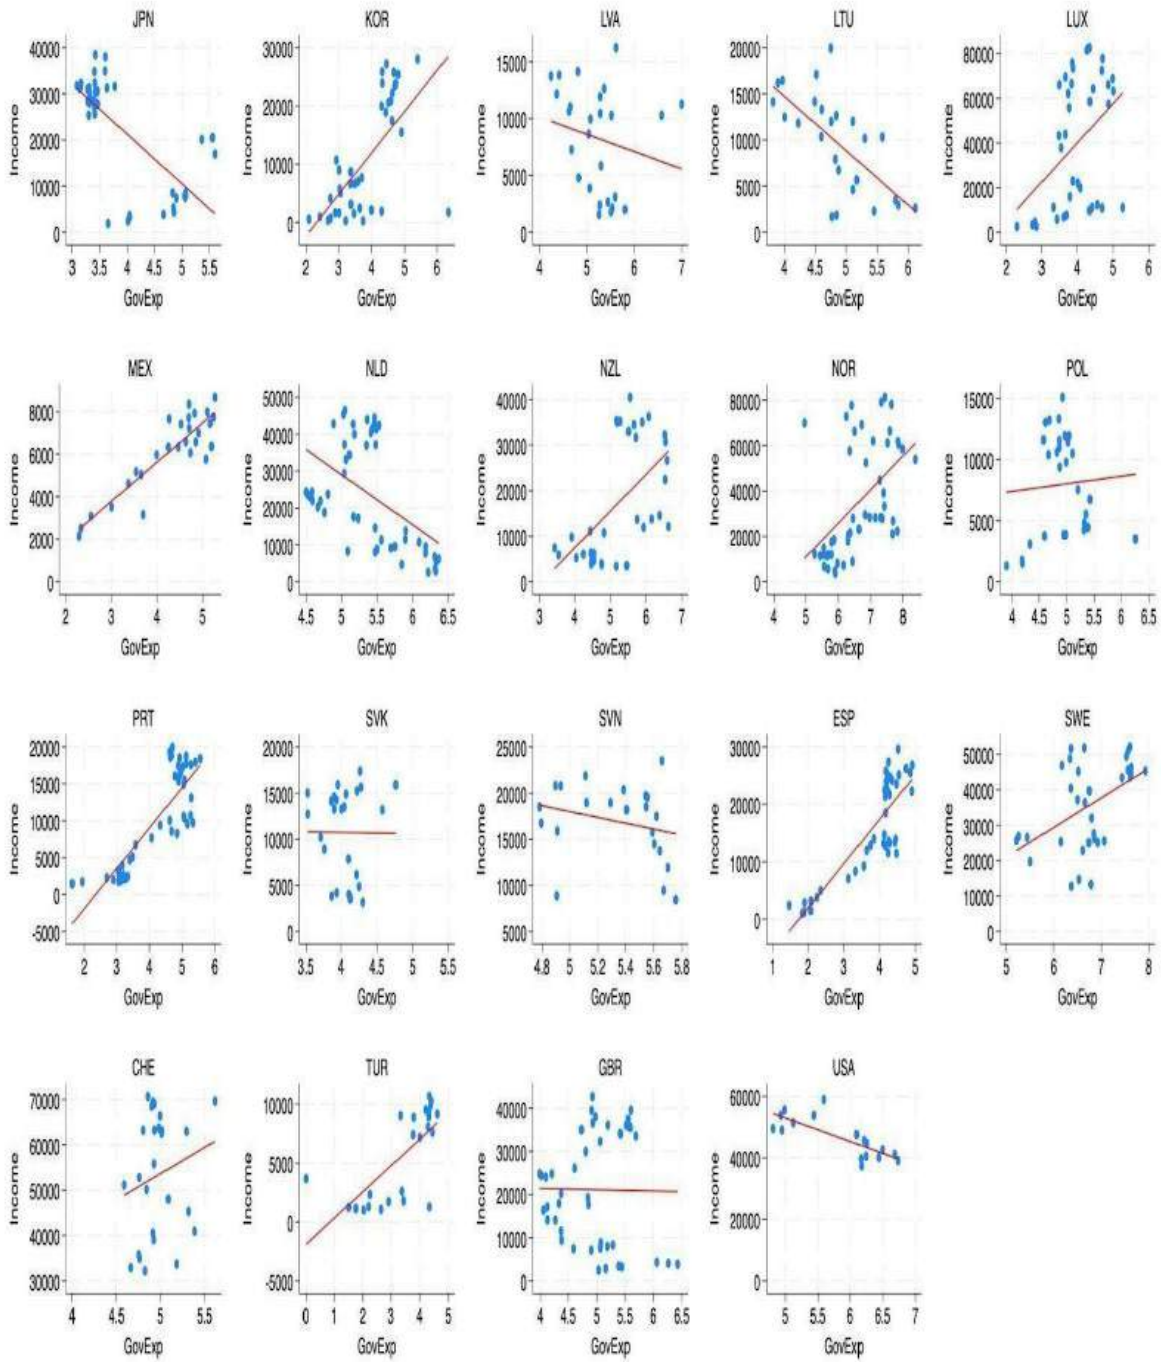 JPN KOR LVA LTU LUX
40000 30000 15000 20000 80000
30000 20000 10000 15000 60000
20000 10000 5000 10000 40000
10000 0 0 5000 20000
0 0 0
Income Income Income Income Income
3 3.5 4 4.5 5 5.5 2 3 4 5 6 4 5 6 7 4 4.5 5 5.5 6 2 3 4 5 6
GovExp GovExp GovExp GovExp GovExp
MEX NLD NZL NOR POL
8000 50000 40000 80000 15000
6000 40000 30000 60000 10000
4000 30000 20000 40000 5000
2000 20000 10000 20000 0
0 10000 0 0
0
Income Income Income Income Income
2 3 4 5 4.5 5 5.5 6 6.5 3 4 5 6 7 4 5 6 7 8 4 4.5 5 5.5 6 6.5
GovExp GovExp GovExp GovExp GovExp
PRT SVK SVN ESP SWE
20000 20000 25000 30000 50000
15000 15000 20000 20000 40000
10000 10000 15000 10000 30000
5000 5000 10000 0 20000
0 0 5000 10000
-5000 0
Income Income Income Income Income
2 3 4 5 6 3.5 4 4.5 5 5.5 4.8 5 5.2 5.4 5.6 5.8 1 2 3 4 5 5 6 7 8
GovExp GovExp GovExp GovExp GovExp
CHE TUR GBR USA
70000 10000 40000 60000
60000 5000 30000 40000
50000 0 20000 20000
40000 -5000 10000 0
30000 0
Income Income Income Income
4 4.5 5 5.5 0 1 2 3 4 5 4 4.5 5 5.5 6 6.5 5 5.5 6 6.5 7
GovExp GovExp GovExp GovExp